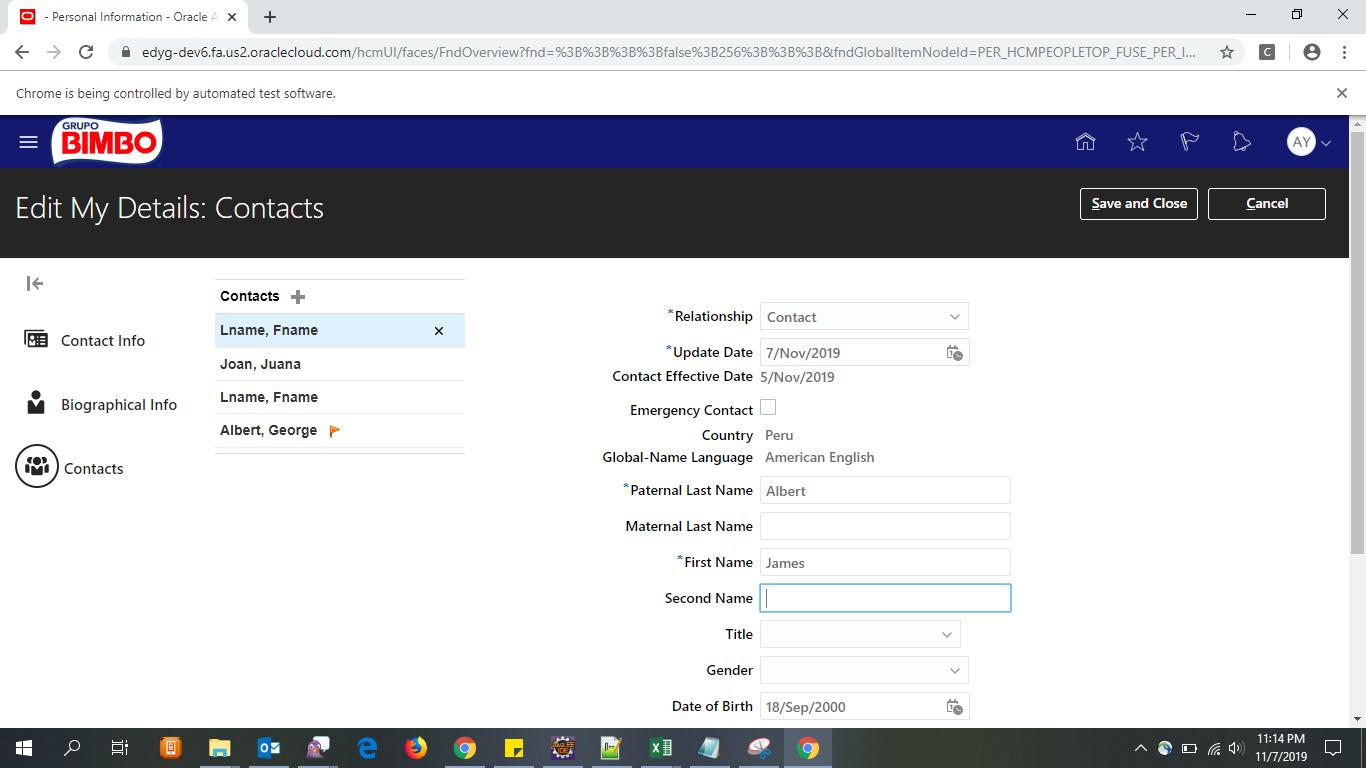 - Personal Information - Oracle A
edyg-dev6.fa.us2.oraclecloud.com/hcmUI/faces/FndOverview?fnd=%3B%3B%3B%3Bfalse%3B256%3B%3B%3B&fndGlobalItemNodeId=PER_HCMPEOPLETOP_FUSE_PER_I...
C
Chrome is being controlled by automated test software.
GRUPO
BIMBO
AY
Edit My Details: Contacts
Save and Close
Cancel
Contact Info
Biographical Info
Contacts
Contacts
Lname, Fname
Joan, Juana
Lname, Fname
Albert, George
*Relationship Contact
*Update Date 7/Nov/2019
Contact Effective Date 5/Nov/2019
Emergency Contact
Country Peru
Global-Name Language American English
*Paternal Last Name Albert
Maternal Last Name
*First Name James
Second Name
Title
Gender
Date of Birth 18/Sep/2000
11:14 PM
11/7/2019